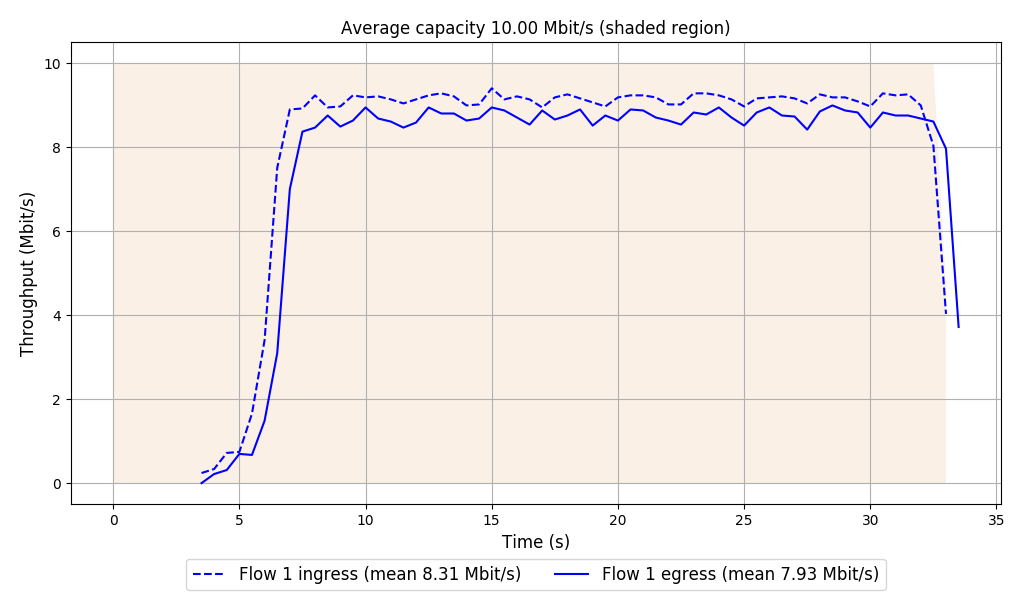 Average capacity 10.00 Mbit/s (shaded region)
Throughput (Mbit/s)
10
8
6
4
2
0
0 5 10 15 20 25 30 35
Time (s)
Flow 1 ingress (mean 8.31 Mbit/s) Flow 1 egress (mean 7.93 Mbit/s)